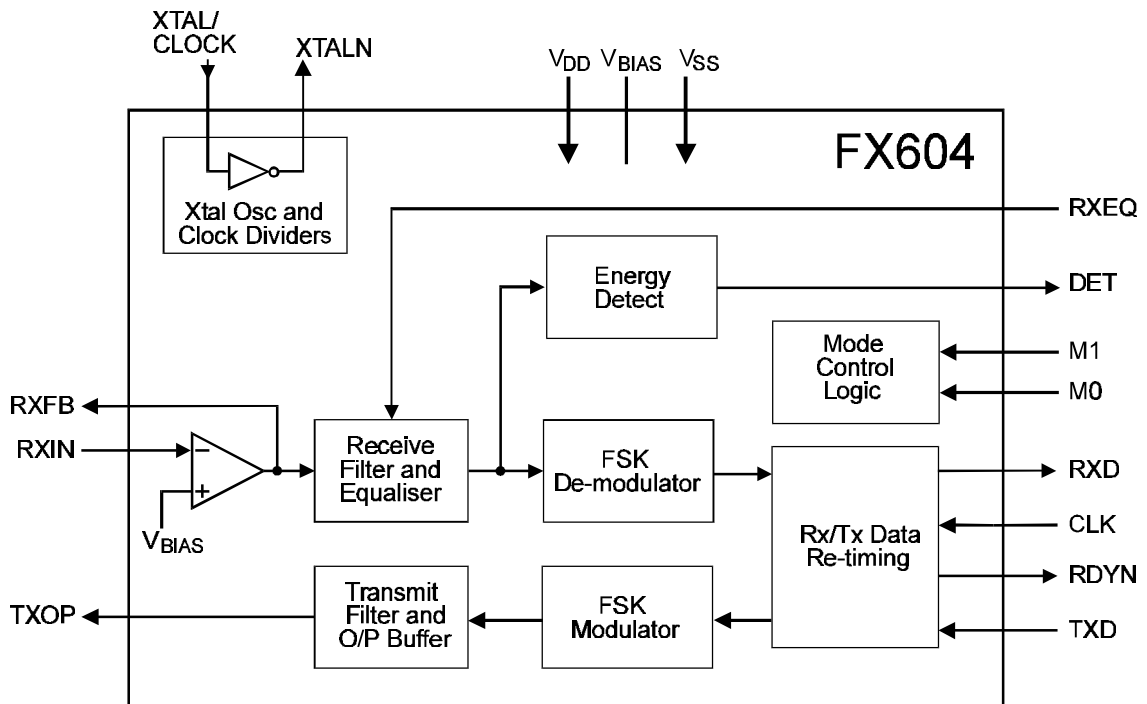 XTAL/
CLOCK
XTALN
VDD
VBIAS
VSS
FX604
Xtal Osc and
Clock Dividers
RXEQ
Energy
Detect
DET
Mode
Control
Logic
M1
M0
RXFB
RXIN
−
+
VBIAS
Receive
Filter and
Equaliser
FSK
De-modulator
Rx/Tx Data
Re-timing
RXD
CLK
RDYN
TXD
TXOP
Transmit
Filter and
O/P Buffer
FSK
Modulator